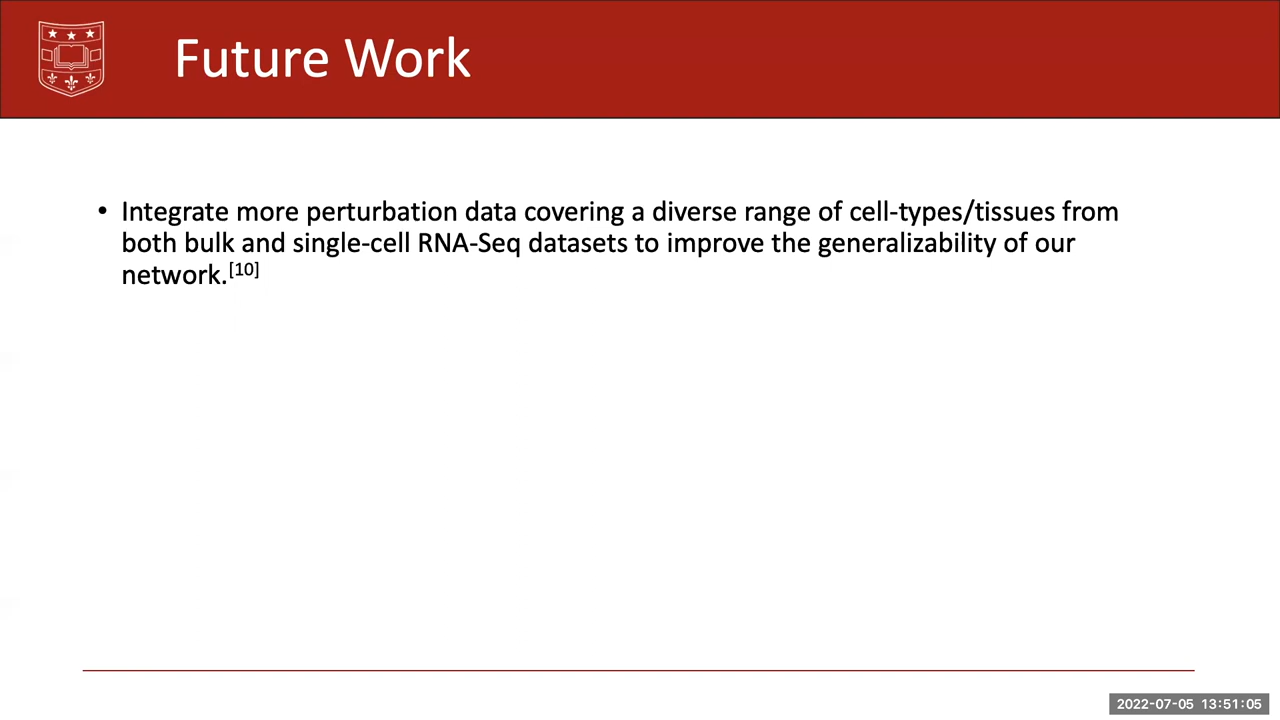 Future Work
• Integrate more perturbation data covering a diverse range of cell-types/tissues from
both bulk and single-cell RNA-Seq datasets to improve the generalizability of our
network.[10]
2022-07-05 13:51:05